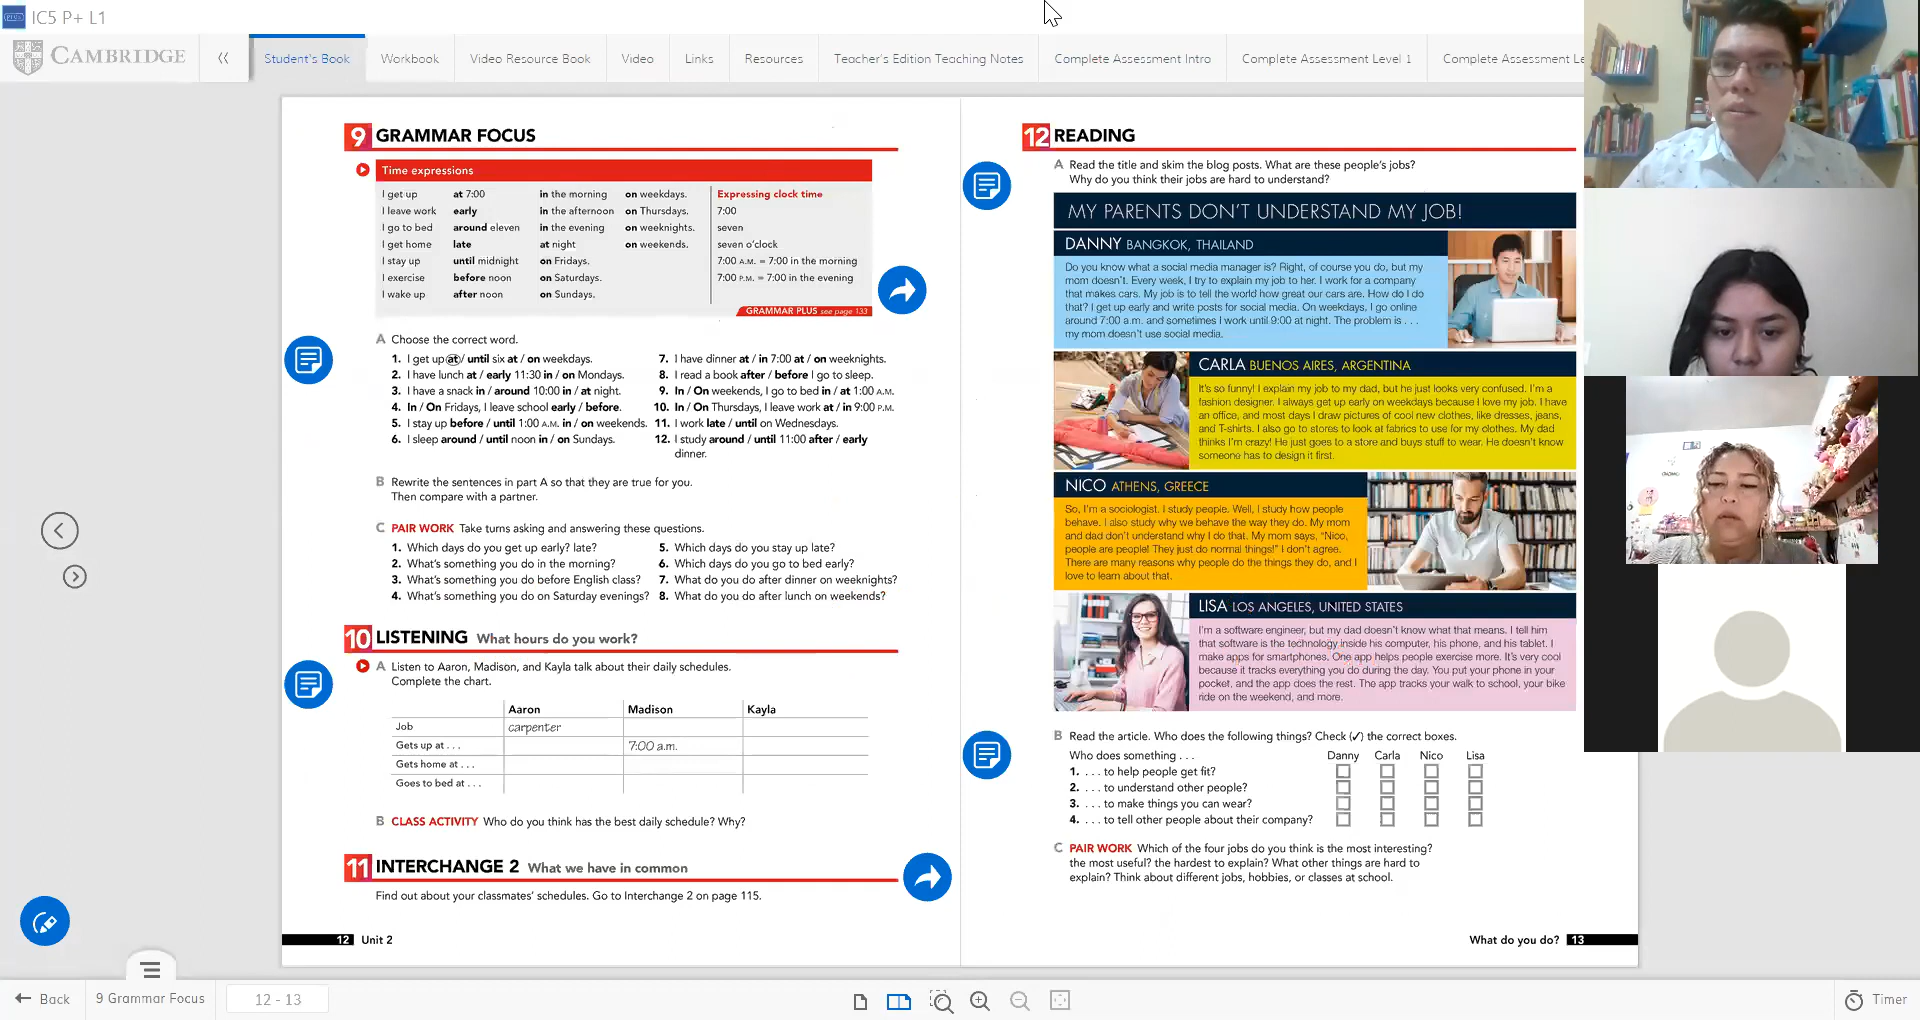 IC5 P+ L1
CAMBRIDGE
Student's Book
Workbook
Video Resource Book
Video
Links
Resources
Teacher's Edition Teaching Notes
Complete Assessment Intro
Complete Assessment Level 1
Complete Assessment Le
9 GRAMMAR FOCUS
Time expressions
I get up at 7:00 in the morning on weekdays.
I leave work early in the afternoon on Thursdays.
I go to bed around eleven in the evening on weeknights.
I get home late at night on weekends.
I stay up until midnight on Fridays.
I exercise before noon on Saturdays.
I wake up after noon on Sundays.
Expressing clock time
7:00
seven
seven o'clock
7:00 A.M. = 7:00 in the morning
7:00 P.M. = 7:00 in the evening
GRAMMAR PLUS see page 133
A Choose the correct word.
1. I get up at / until six at / on weekdays.
2. I have lunch at / early 11:30 in / on Mondays.
3. I have a snack in / around 10:00 in / at night.
4. In / On Fridays, I leave school early / before.
5. I stay up before / until 1:00 A.M. in / on weekends.
6. I sleep around / until noon in / on Sundays.
7. I have dinner at / in 7:00 at / on weeknights.
8. I read a book after / before I go to sleep.
9. In / On weekends, I go to bed in / at 1:00 A.M.
10. In / On Thursdays, I leave work at / in 9:00 P.M.
11. I work late / until on Wednesdays.
12. I study around / until 11:00 after / early
dinner.
B Rewrite the sentences in part A so that they are true for you.
Then compare with a partner.
C PAIR WORK Take turns asking and answering these questions.
1. Which days do you get up early? late?
2. What's something you do in the morning?
3. What's something you do before English class?
4. What's something you do on Saturday evenings?
5. Which days do you stay up late?
6. Which days do you go to bed early?
7. What do you do after dinner on weeknights?
8. What do you do after lunch on weekends?
10 LISTENING What hours do you work?
A Listen to Aaron, Madison, and Kayla talk about their daily schedules.
Complete the chart.
Aaron Madison Kayla
Job carpenter
Gets up at . . . 7:00 a.m.
Gets home at . . .
Goes to bed at . . .
B CLASS ACTIVITY Who do you think has the best daily schedule? Why?
11 INTERCHANGE 2 What we have in common
Find out about your classmates' schedules. Go to Interchange 2 on page 115.
12 Unit 2
12 READING
A Read the title and skim the blog posts. What are these people's jobs?
Why do you think their jobs are hard to understand?
MY PARENTS DON'T UNDERSTAND MY JOB!
DANNY BANGKOK, THAILAND
Do you know what a social media manager is? Right, of course you do, but my
mom doesn't. Every week, I try to explain my job to her. I work for a company
that makes cars. My job is to tell the world how great our cars are. How do I do
that? I get up early and write posts for social media. On weekdays, I go online
around 7:00 a.m. and sometimes I work until 9:00 at night. The problem is . . .
my mom doesn't use social media.
CARLA BUENOS AIRES, ARGENTINA
It's so funny! I explain my job to my dad, but he just looks very confused. I'm a
fashion designer. I always get up early on weekdays because I love my job. I have
an office, and most days I draw pictures of cool new clothes, like dresses, jeans,
and T-shirts. I also go to stores to look at fabrics to use for my clothes. My dad
thinks I'm crazy! He just goes to a store and buys stuff to wear. He doesn't know
someone has to design it first.
NICO ATHENS, GREECE
So, I'm a sociologist. I study people. Well, I study how people
behave. I also study why we behave the way they do. My mom
and dad don't understand why I do that. My mom says, "Nico,
people are people! They just do normal things!" I don't agree.
There are many reasons why people do the things they do, and I
love to learn about that.
LISA LOS ANGELES, UNITED STATES
I'm a software engineer, but my dad doesn't know what that means. I tell him
that software is the technology inside his computer, his phone, and his tablet. I
make apps for smartphones. One app helps people exercise more. It's very cool
because it tracks everything you do during the day. You put your phone in your
pocket, and the app does the rest. The app tracks your walk to school, your bike
ride on the weekend, and more.
B Read the article. Who does the following things? Check (✓) the correct boxes.
Who does something . . . Danny Carla Nico Lisa
1. . . . to help people get fit?
2. . . . to understand other people?
3. . . . to make things you can wear?
4. . . . to tell other people about their company?
C PAIR WORK Which of the four jobs do you think is the most interesting?
the most useful? the hardest to explain? What other things are hard to
explain? Think about different jobs, hobbies, or classes at school.
What do you do? 13
Back
9 Grammar Focus
12 - 13
Timer